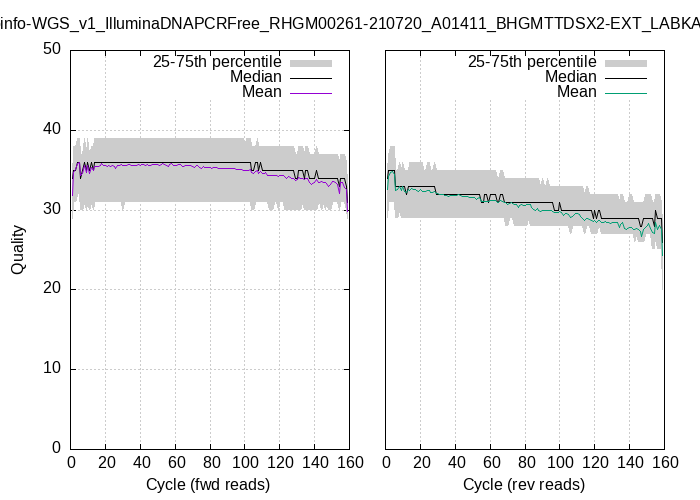 info-WGS_v1_IlluminaDNAPCRFree_RHGM00261-210720_A01411_BHGMTTDSX2-EXT_LABKA
50
40
30
20
10
0
Quality
25-75th percentile
Median
Mean
0 20 40 60 80 100 120 140 160
Cycle (fwd reads)
25-75th percentile
Median
Mean
0 20 40 60 80 100 120 140 160
Cycle (rev reads)